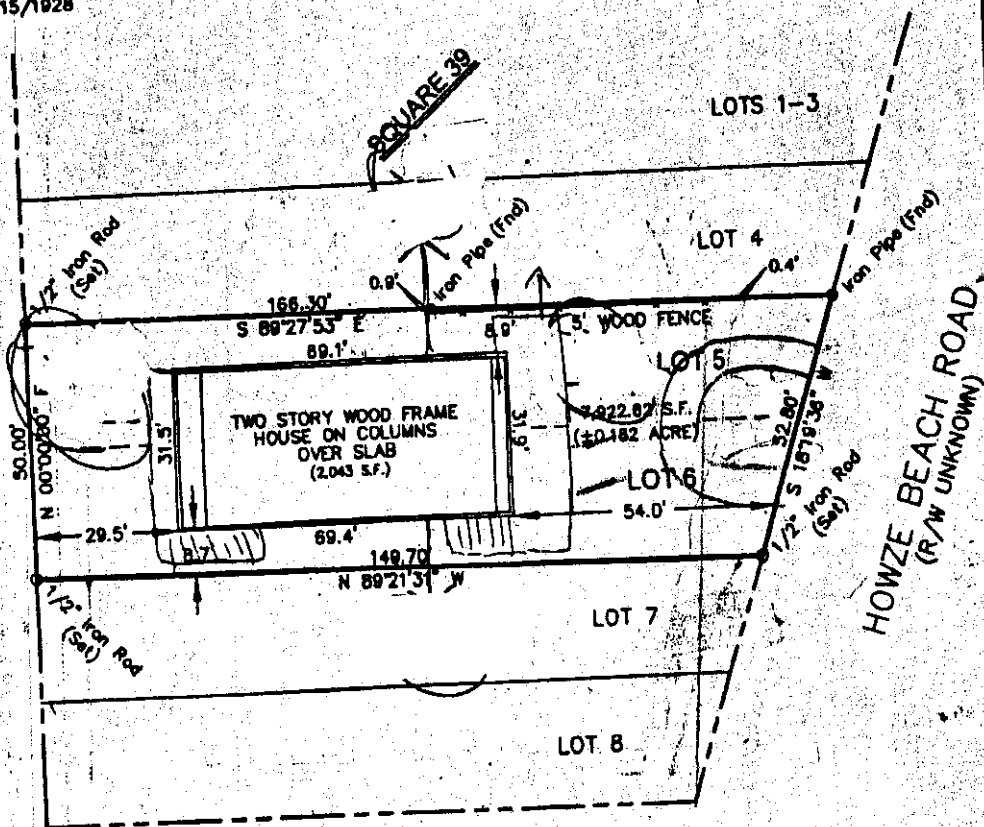 15/1928
SQUARE 39
LOTS 1-3
LOT 4
1/2" Iron Rod
(Set)
Iron Pipe (Fnd)
Iron Pipe (Fnd)
0.9'
0.4'
166.30'
S 89°27'53" E
8.9'
5' WOOD FENCE
69.1'
LOT 5
TWO STORY WOOD FRAME
HOUSE ON COLUMNS
OVER SLAB
(2,043 S.F.)
31.5'
31.9'
7,922.82 S.F.
(±0.182 ACRE)
50.00'
N 00°00'00" E
52.80'
S 18°19'36" W
HOWZE BEACH ROAD
(R/W UNKNOWN)
LOT 6
54.0'
29.5'
8.7'
69.4'
149.70
N 89°21'31" W
1/2" Iron Rod
(Set)
1/2" Iron Rod
(Set)
LOT 7
LOT 8